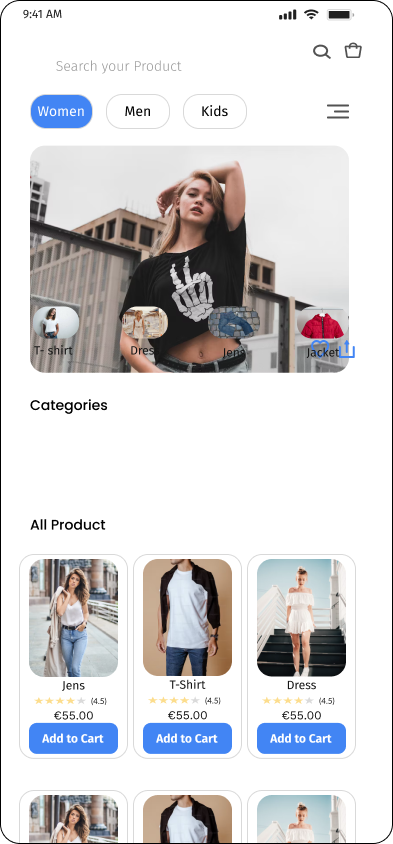 9:41 AM
Search your Product
Women Men Kids
T- shirt Dress Jens Jacket
Categories
All Product
Jens T-Shirt Dress
(4.5) (4.5) (4.5)
€55.00 €55.00 €55.00
Add to Cart Add to Cart Add to Cart